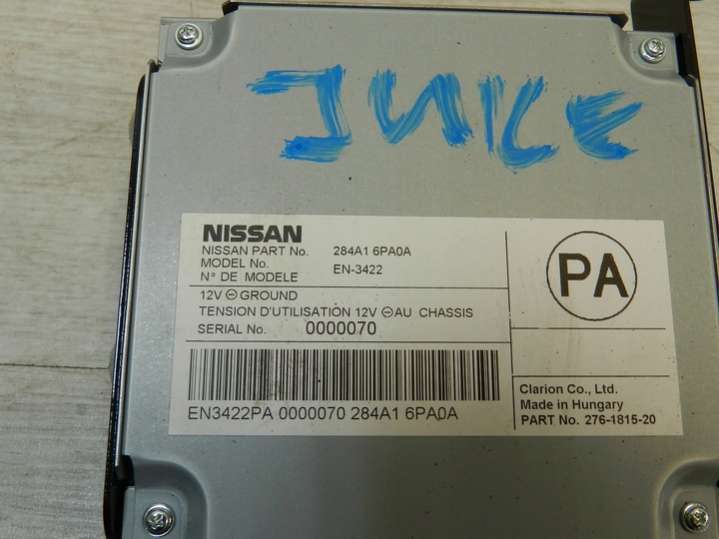 JUKE
NISSAN
NISSAN PART No. 284A1 6PA0A
MODEL No. EN-3422
N° DE MODELE
12V ⊖ GROUND
TENSION D'UTILISATION 12V ⊖ AU CHASSIS
SERIAL No. 0000070
EN3422PA 0000070 284A1 6PA0A
PA
Clarion Co., Ltd.
Made in Hungary
PART No. 276-1815-20